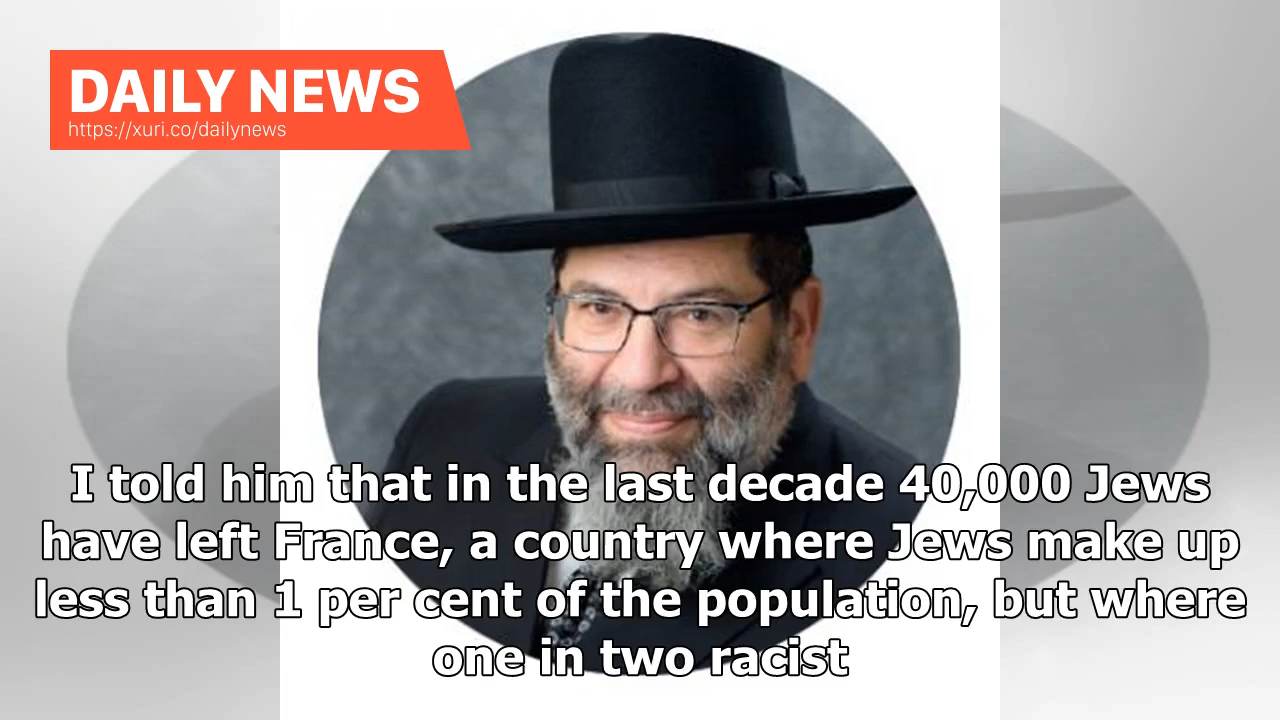 DAILY NEWS
https://xuri.co/dailynews
I told him that in the last decade 40,000 Jews
have left France, a country where Jews make up
less than 1 per cent of the population, but where
one in two racist